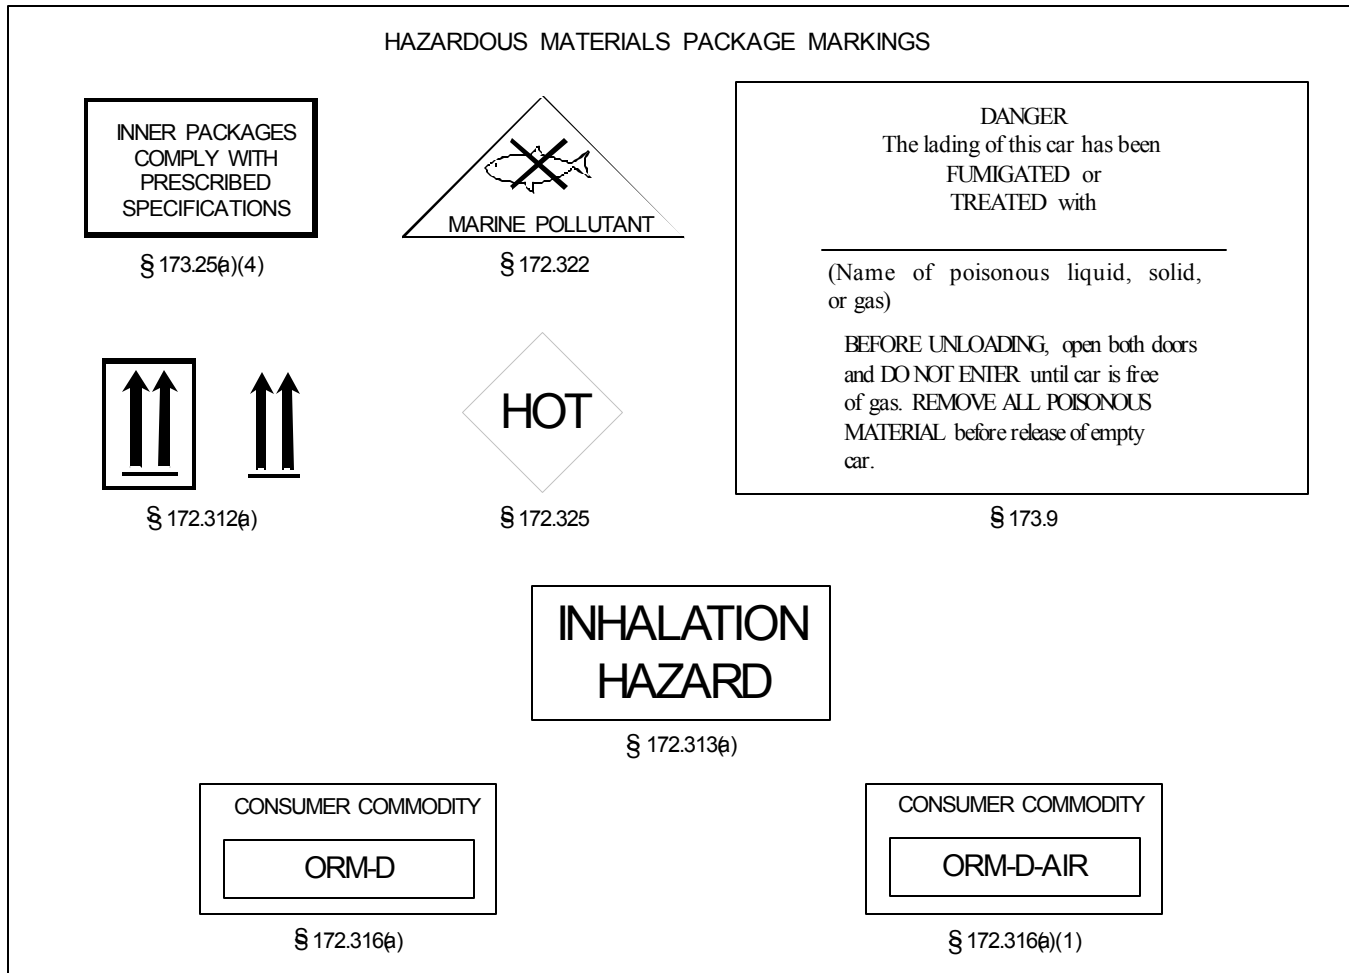 HAZARDOUS MATERIALS PACKAGE MARKINGS
INNER PACKAGES
COMPLY WITH
PRESCRIBED
SPECIFICATIONS
§ 173.25(a)(4)
MARINE POLLUTANT
§ 172.322
DANGER
The lading of this car has been
FUMIGATED or
TREATED with
(Name of poisonous liquid, solid,
or gas)
BEFORE UNLOADING, open both doors
and DO NOT ENTER until car is free
of gas. REMOVE ALL POISONOUS
MATERIAL before release of empty
car.
§ 173.9
§ 172.312(a)
HOT
§ 172.325
INHALATION
HAZARD
§ 172.313(a)
CONSUMER COMMODITY
ORM-D
§ 172.316(a)
CONSUMER COMMODITY
ORM-D-AIR
§ 172.316(a)(1)